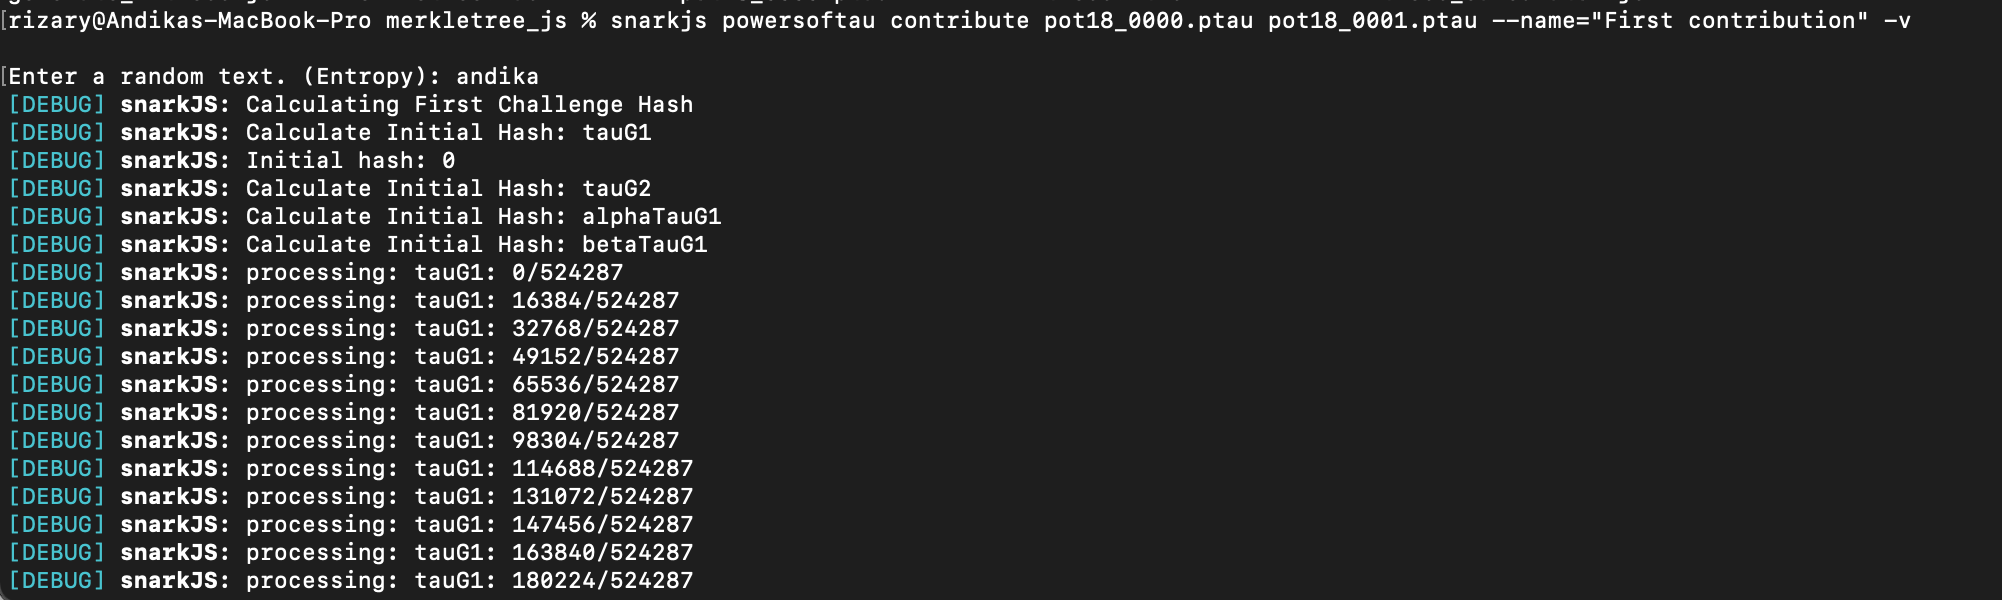 rizary@Andikas-MacBook-Pro merkletree_js % snarkjs powersoftau contribute pot18_0000.ptau pot18_0001.ptau --name="First contribution" -v
Enter a random text. (Entropy): andika
[DEBUG] snarkJS: Calculating First Challenge Hash
[DEBUG] snarkJS: Calculate Initial Hash: tauG1
[DEBUG] snarkJS: Initial hash: 0
[DEBUG] snarkJS: Calculate Initial Hash: tauG2
[DEBUG] snarkJS: Calculate Initial Hash: alphaTauG1
[DEBUG] snarkJS: Calculate Initial Hash: betaTauG1
[DEBUG] snarkJS: processing: tauG1: 0/524287
[DEBUG] snarkJS: processing: tauG1: 16384/524287
[DEBUG] snarkJS: processing: tauG1: 32768/524287
[DEBUG] snarkJS: processing: tauG1: 49152/524287
[DEBUG] snarkJS: processing: tauG1: 65536/524287
[DEBUG] snarkJS: processing: tauG1: 81920/524287
[DEBUG] snarkJS: processing: tauG1: 98304/524287
[DEBUG] snarkJS: processing: tauG1: 114688/524287
[DEBUG] snarkJS: processing: tauG1: 131072/524287
[DEBUG] snarkJS: processing: tauG1: 147456/524287
[DEBUG] snarkJS: processing: tauG1: 163840/524287
[DEBUG] snarkJS: processing: tauG1: 180224/524287